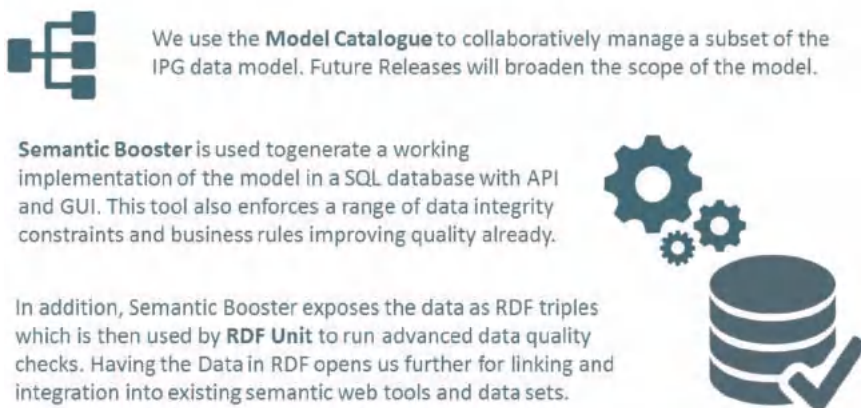 We use the Model Catalogue to collaboratively manage a subset of the
IPG data model. Future Releases will broaden the scope of the model.
Semantic Booster is used togenerate a working
implementation of the model in a SQL database with API
and GUI. This tool also enforces a range of data integrity
constraints and business rules improving quality already.
In addition, Semantic Booster exposes the data as RDF triples
which is then used by RDF Unit to run advanced data quality
checks. Having the Data in RDF opens us further for linking and
integration into existing semantic web tools and data sets.